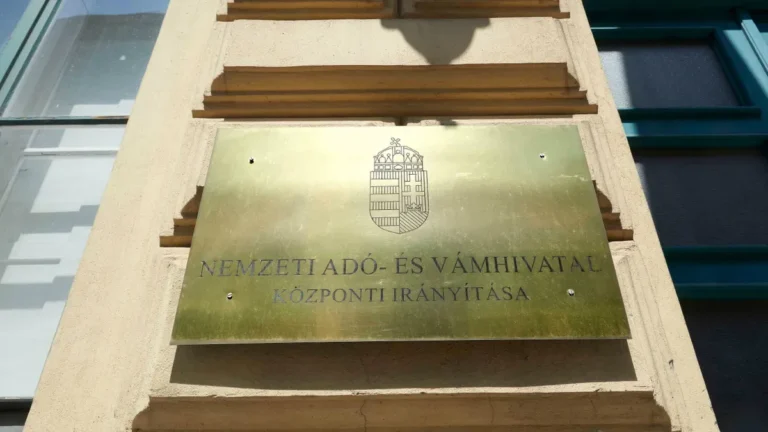 NEMZETI ADÓ- ÉS VÁMHIVATAL
KÖZPONTI IRÁNYÍTÁSA